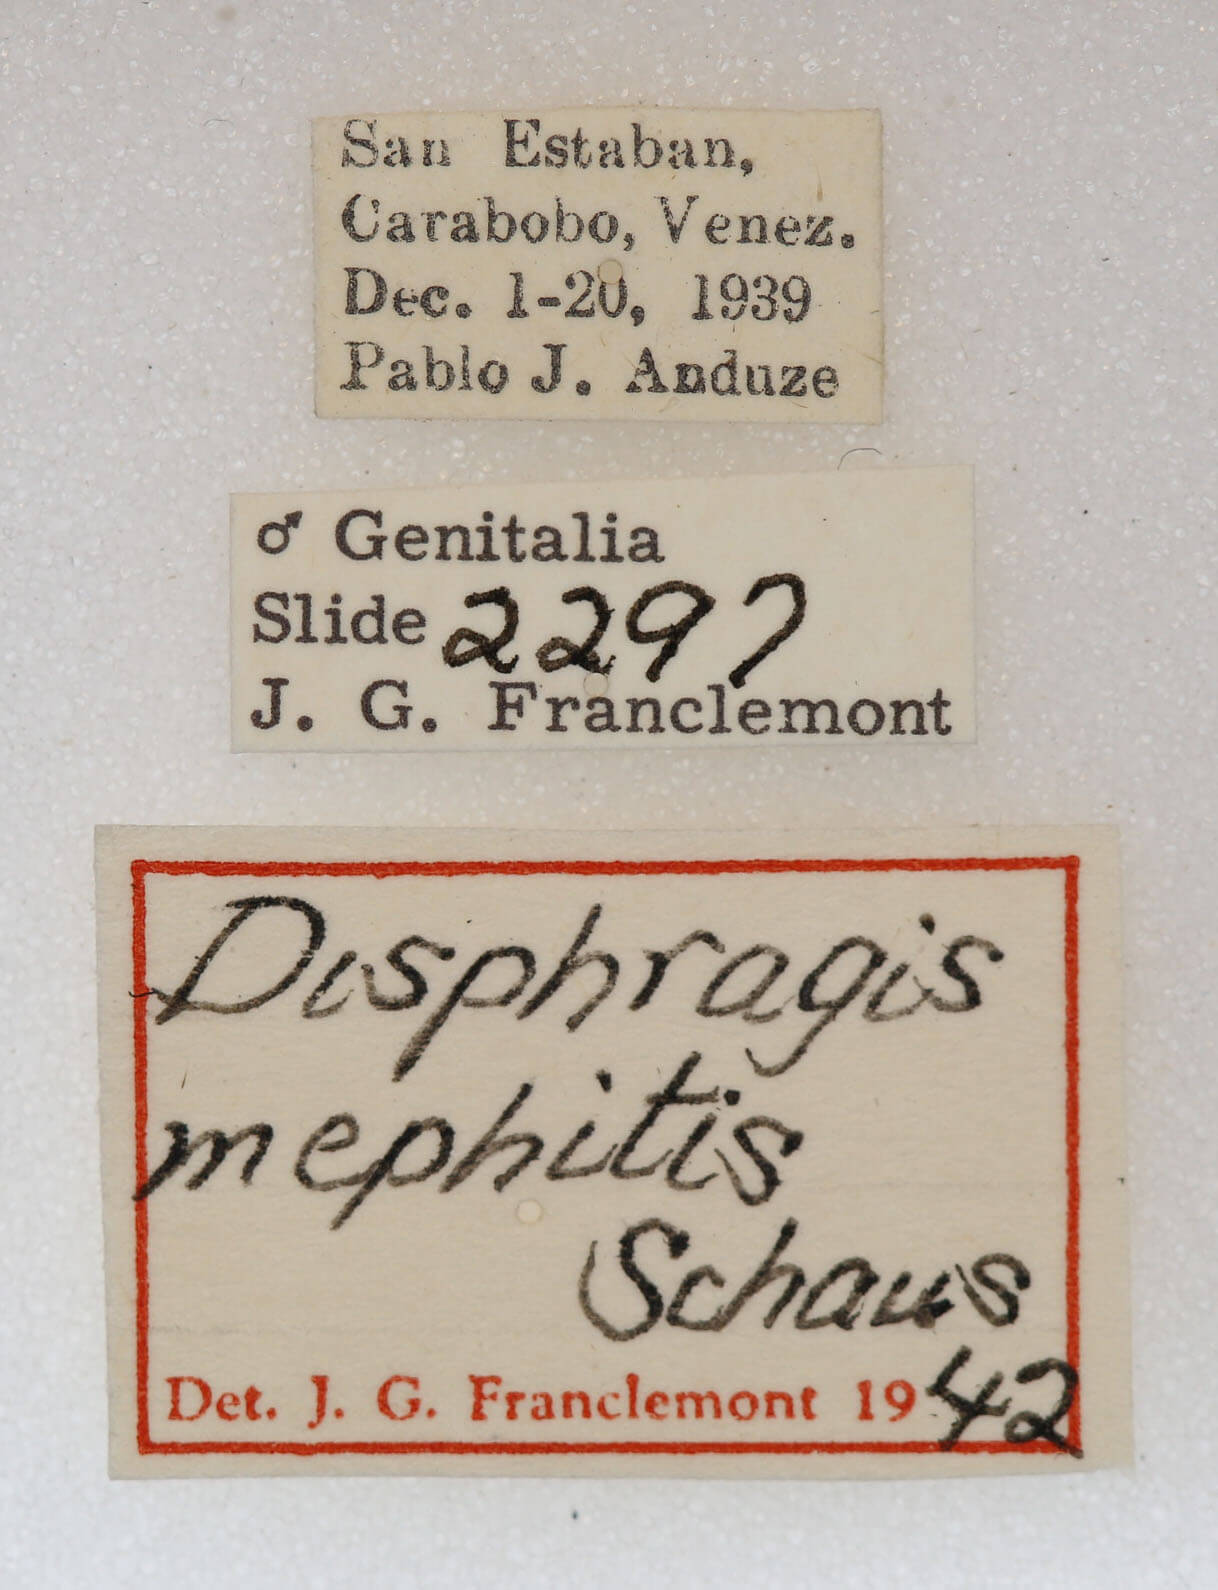 San Estaban,
Carabobo, Venez.
Dec. 1-20, 1939
Pablo J. Anduze
♂ Genitalia
Slide 2297
J. G. Franclemont
Disphragis
mephitis
Schaus
Det. J. G. Franclemont 1942